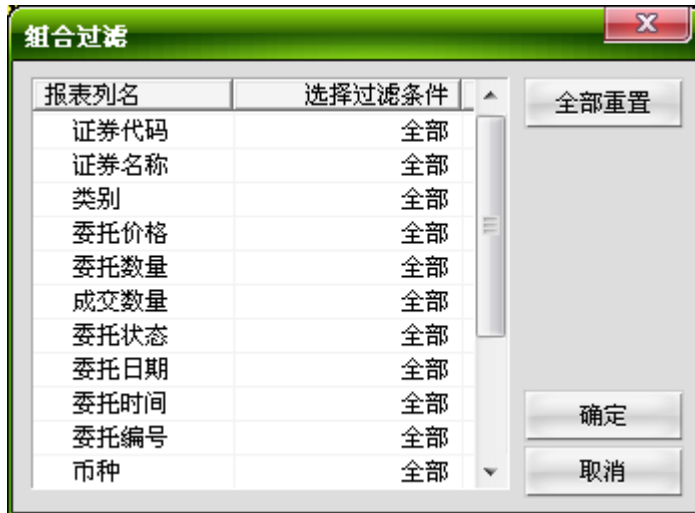 组合过滤
报表列名 选择过滤条件
证券代码 全部
证券名称 全部
类别 全部
委托价格 全部
委托数量 全部
成交数量 全部
委托状态 全部
委托日期 全部
委托时间 全部
委托编号 全部
币种 全部
全部重置
确定
取消